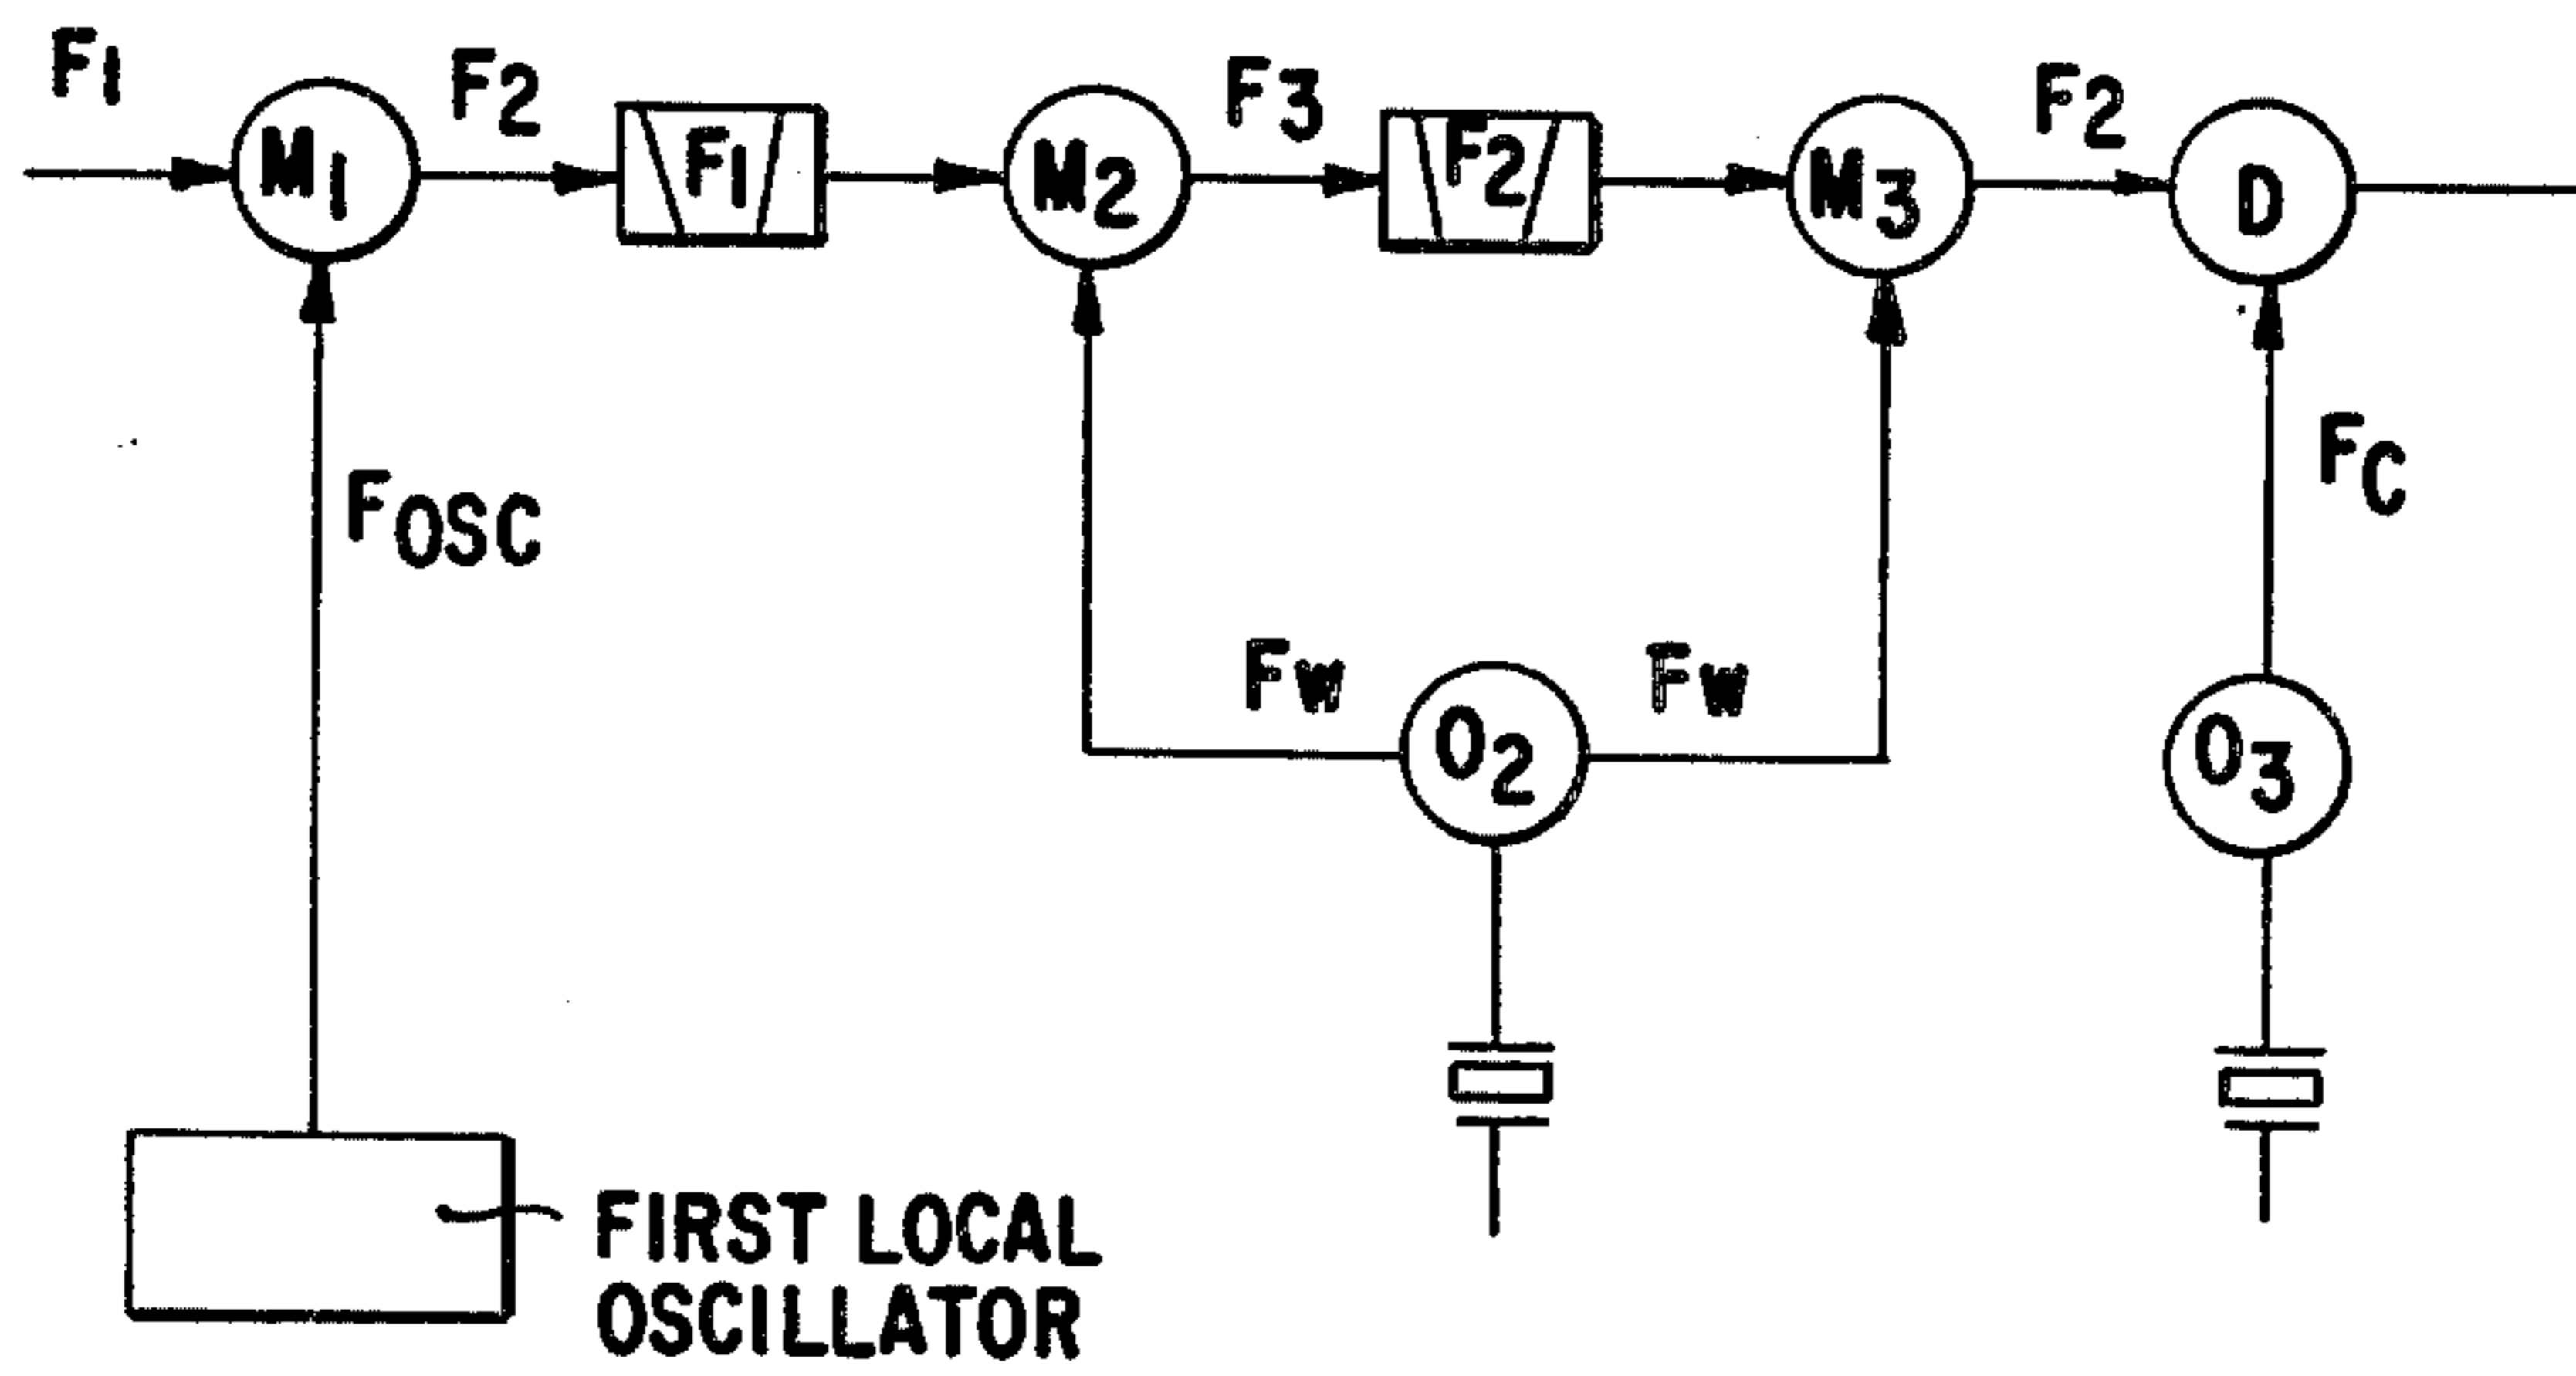 F1
F2
F3
F2
M1
F1
M2
F2
M3
D
FOSC
FC
FW
FW
O2
O3
FIRST LOCAL
OSCILLATOR